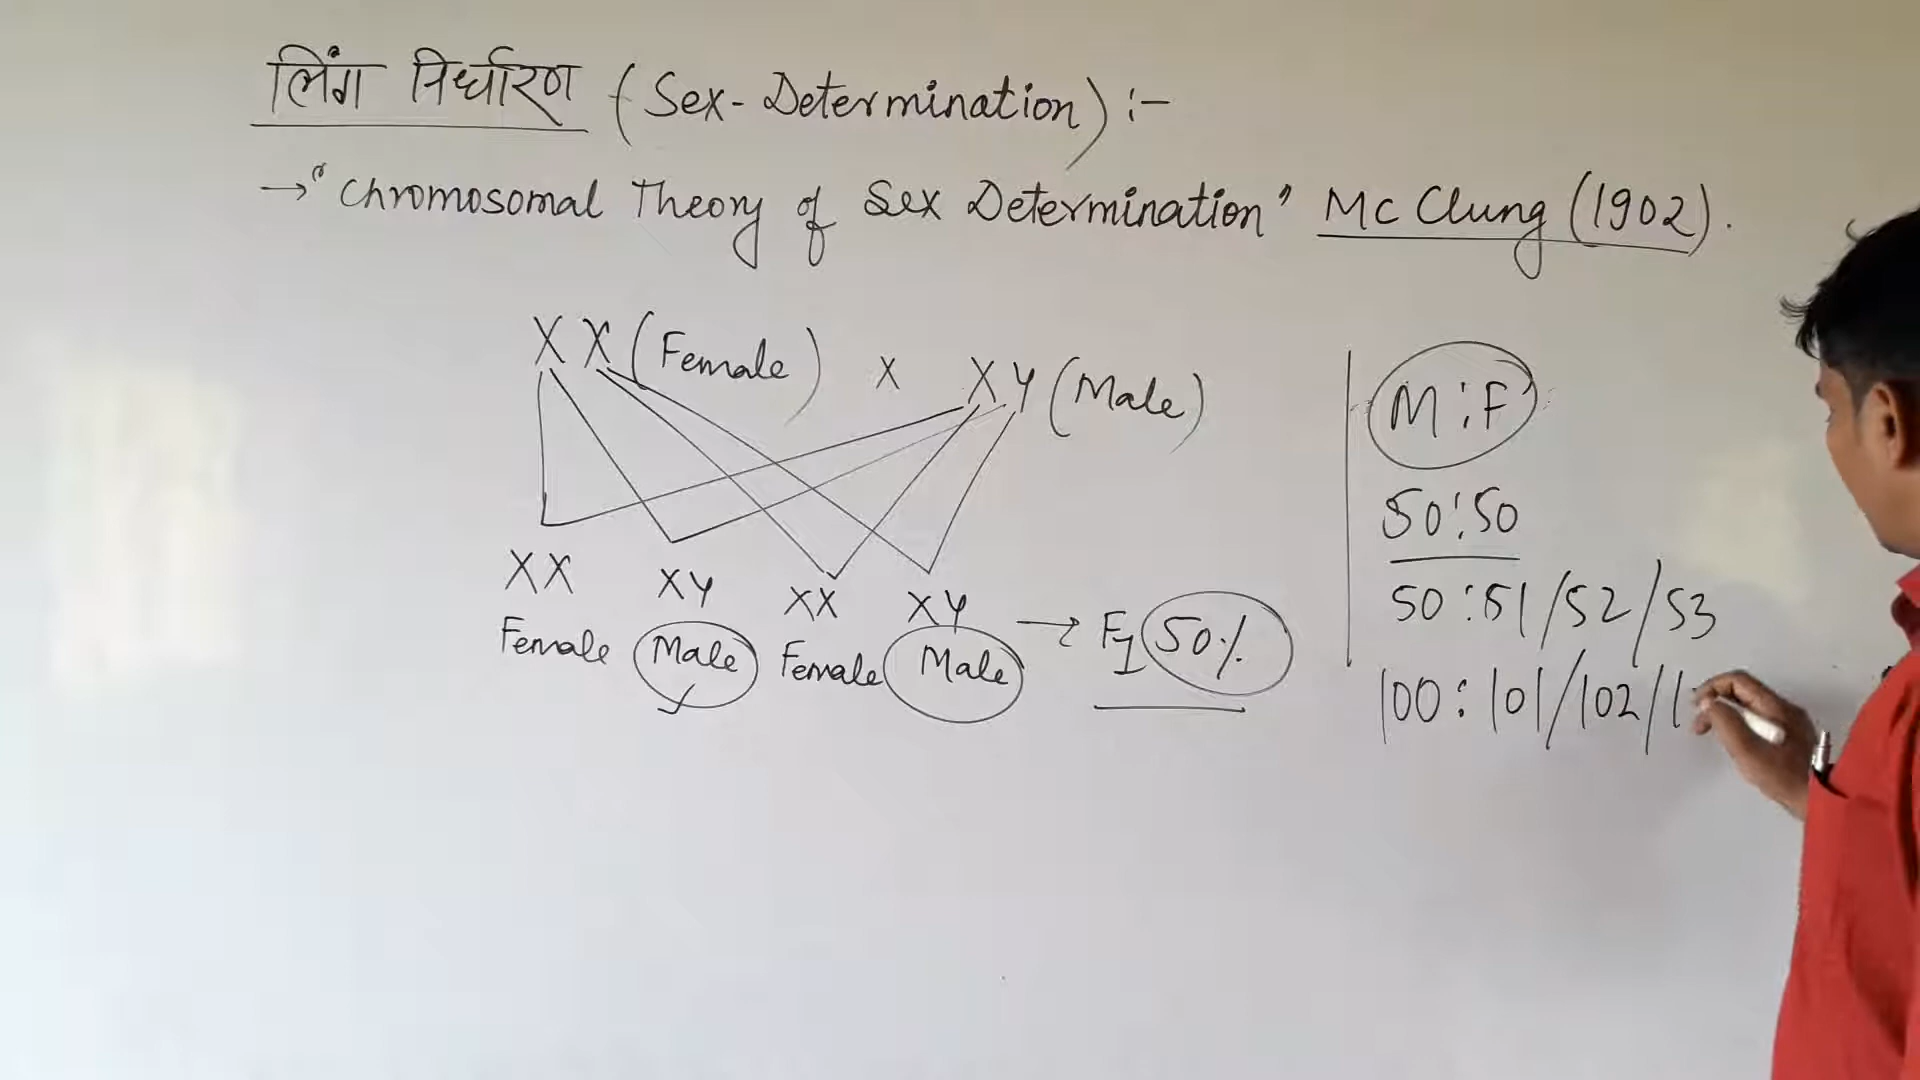 लिंग निर्धारण (Sex-Determination) :-
→ "Chromosomal Theory of Sex Determination" Mc Clung (1902).
XX (Female) x XY (Male)
XX XY XX XY → F1 50%
Female Male Female Male
M:F
50:50
50:51/52/53
100:101/102/1